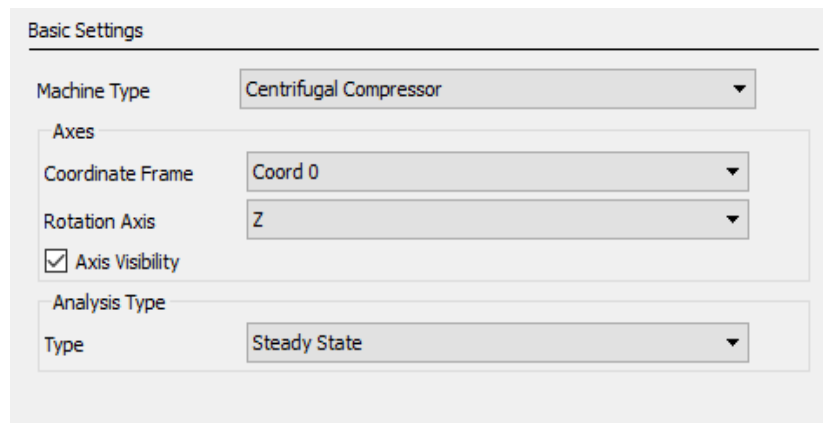 Basic Settings
Machine Type Centrifugal Compressor
Axes
Coordinate Frame Coord 0
Rotation Axis Z
Axis Visibility
Analysis Type
Type Steady State